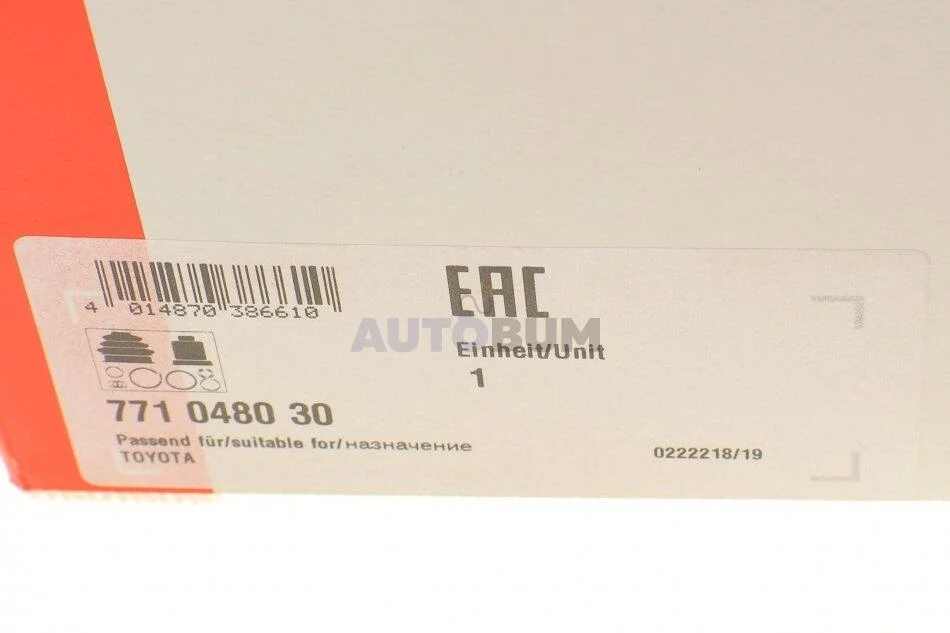 4 014870 386610
EAC
AUTOBUM
Einheit/Unit
1
771 0480 30
Passend für/suitable for/назначение
TOYOTA
0222218/19